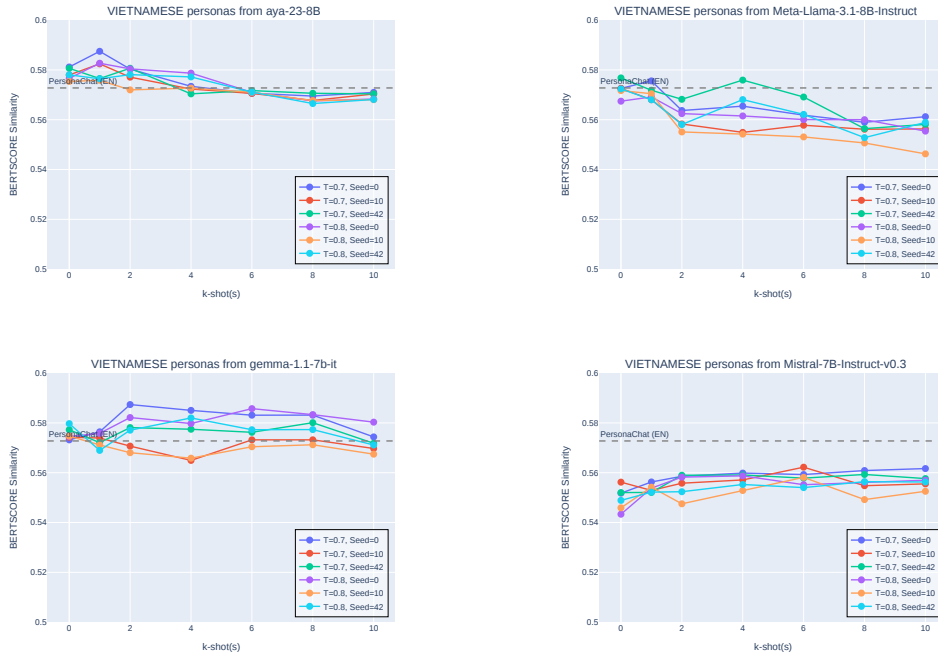 VIETNAMESE personas from aya-23-8B
0.6
0.58
0.56
0.54
0.52
0.5
BERTSCORE Similarity
PersonaChat (EN)
T=0.7, Seed=0
T=0.7, Seed=10
T=0.7, Seed=42
T=0.8, Seed=0
T=0.8, Seed=10
T=0.8, Seed=42
0 2 4 6 8 10
k-shot(s)
VIETNAMESE personas from Meta-Llama-3.1-8B-Instruct
0.6
0.58
0.56
0.54
0.52
0.5
BERTSCORE Similarity
PersonaChat (EN)
T=0.7, Seed=0
T=0.7, Seed=10
T=0.7, Seed=42
T=0.8, Seed=0
T=0.8, Seed=10
T=0.8, Seed=42
0 2 4 6 8 10
k-shot(s)
VIETNAMESE personas from gemma-1.1-7b-it
0.6
0.58
0.56
0.54
0.52
0.5
BERTSCORE Similarity
PersonaChat (EN)
T=0.7, Seed=0
T=0.7, Seed=10
T=0.7, Seed=42
T=0.8, Seed=0
T=0.8, Seed=10
T=0.8, Seed=42
0 2 4 6 8 10
k-shot(s)
VIETNAMESE personas from Mistral-7B-Instruct-v0.3
0.6
0.58
0.56
0.54
0.52
0.5
BERTSCORE Similarity
PersonaChat (EN)
T=0.7, Seed=0
T=0.7, Seed=10
T=0.7, Seed=42
T=0.8, Seed=0
T=0.8, Seed=10
T=0.8, Seed=42
0 2 4 6 8 10
k-shot(s)